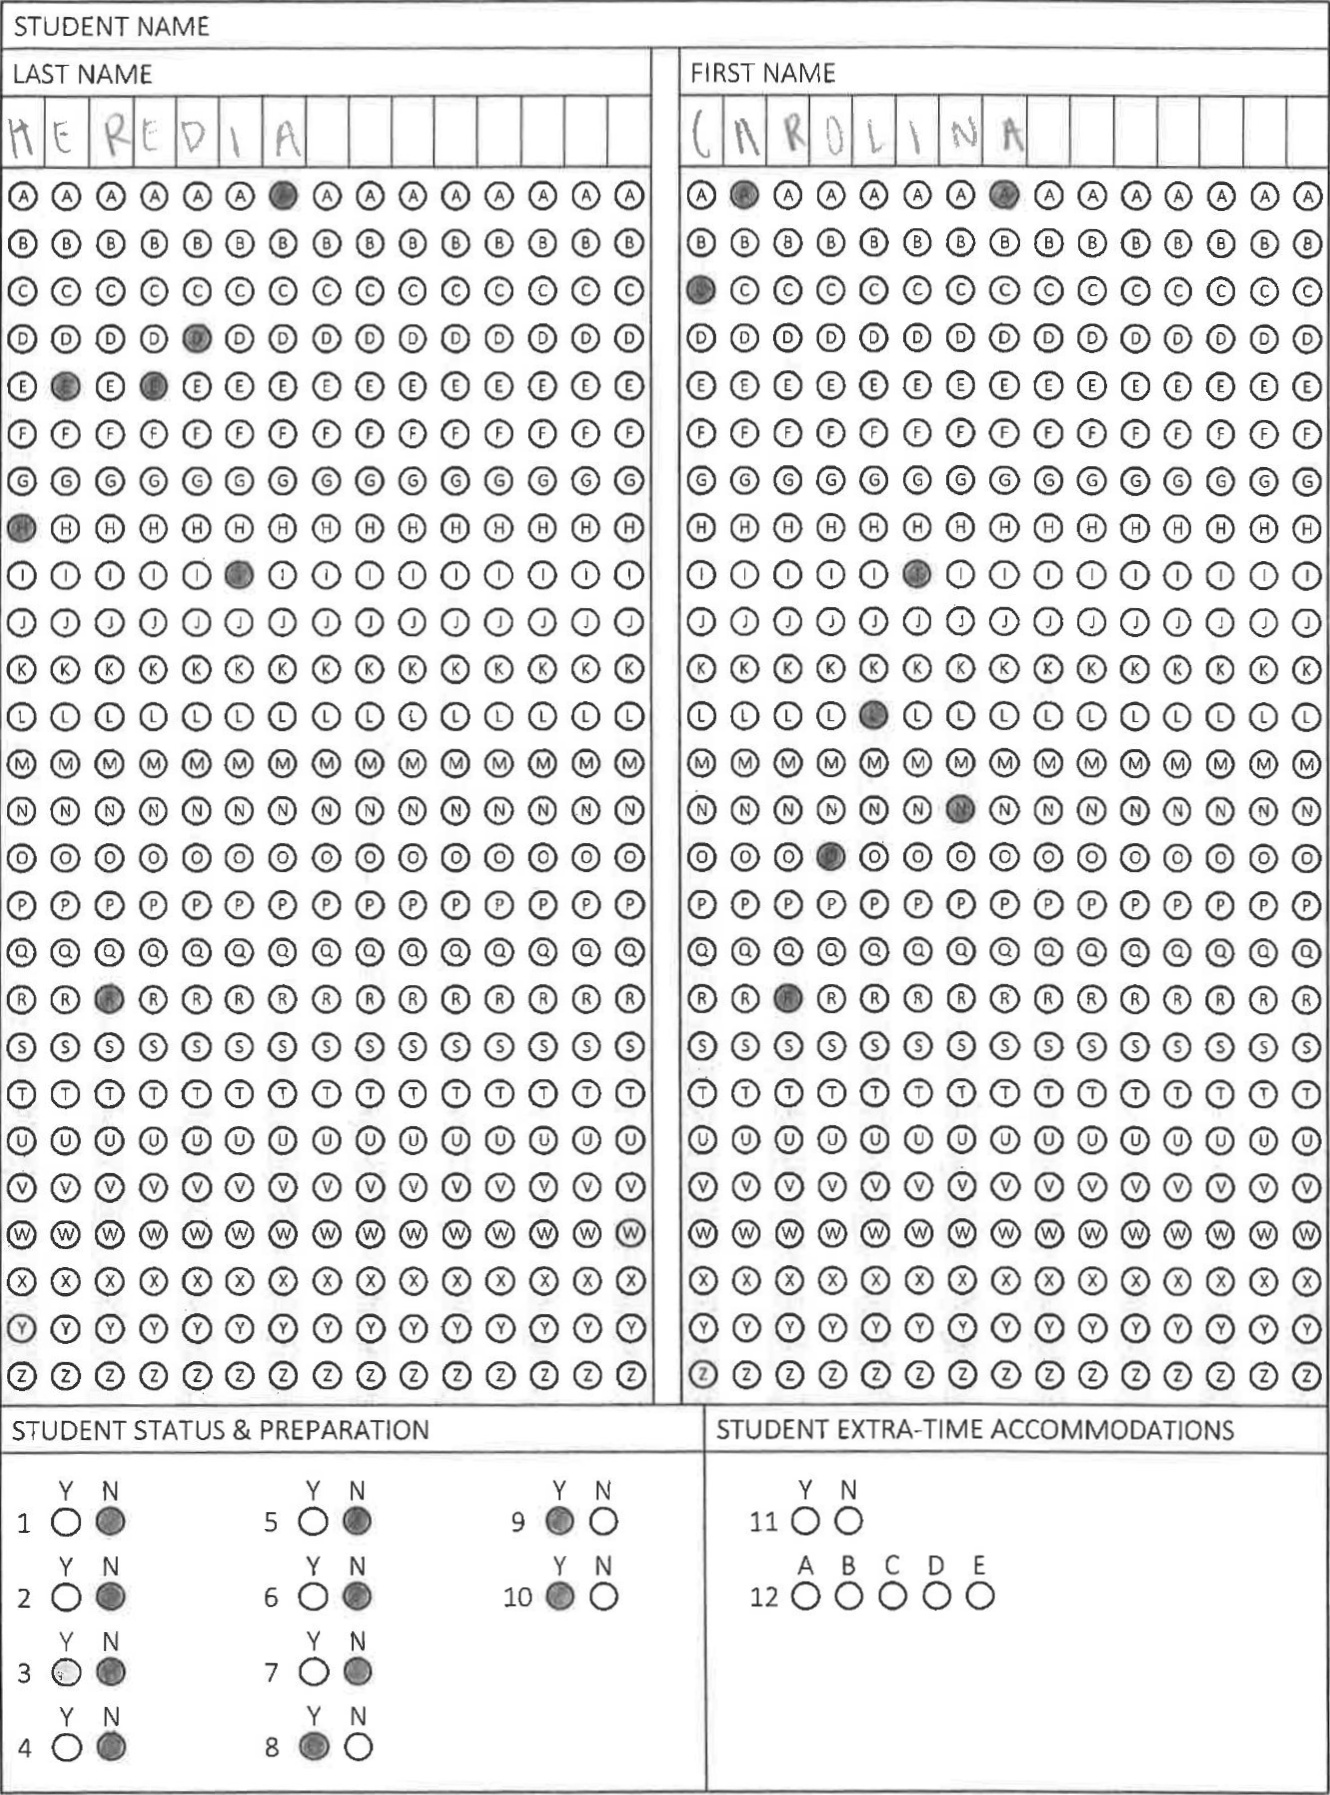 STUDENT NAME
LAST NAME FIRST NAME
HEREDIA CAROLINA
A A A A A A A A A A A A A A A A A A A A A A A A A A A A
B B B B B B B B B B B B B B B B B B B B B B B B B B B B B B
C C C C C C C C C C C C C C C C C C C C C C C C C C C C C
D D D D D D D D D D D D D D D D D D D D D D D D D D D D D D
E E E E E E E E E E E E E E E E E E E E E E E E E E E E E E
F F F F F F F F F F F F F F F F F F F F F F F F F F F F F F
G G G G G G G G G G G G G G G G G G G G G G G G G G G G G G
H H H H H H H H H H H H H H H H H H H H H H H H H H H H H H
I I I I I I I I I I I I I I I I I I I I I I I I I I I I I I
J J J J J J J J J J J J J J J J J J J J J J J J J J J J J J
K K K K K K K K K K K K K K K K K K K K K K K K K K K K K K
L L L L L L L L L L L L L L L L L L L L L L L L L L L L L L
M M M M M M M M M M M M M M M M M M M M M M M M M M M M M M
N N N N N N N N N N N N N N N N N N N N N N N N N N N N N N
O O O O O O O O O O O O O O O O O O O O O O O O O O O O O O
P P P P P P P P P P P P P P P P P P P P P P P P P P P P P P
Q Q Q Q Q Q Q Q Q Q Q Q Q Q Q Q Q Q Q Q Q Q Q Q Q Q Q Q Q Q
R R R R R R R R R R R R R R R R R R R R R R R R R R R R R R
S S S S S S S S S S S S S S S S S S S S S S S S S S S S S S
T T T T T T T T T T T T T T T T T T T T T T T T T T T T T T
U U U U U U U U U U U U U U U U U U U U U U U U U U U U U U
V V V V V V V V V V V V V V V V V V V V V V V V V V V V V V
W W W W W W W W W W W W W W W W W W W W W W W W W W W W W W
X X X X X X X X X X X X X X X X X X X X X X X X X X X X X X
Y Y Y Y Y Y Y Y Y Y Y Y Y Y Y Y Y Y Y Y Y Y Y Y Y Y Y Y Y Y
Z Z Z Z Z Z Z Z Z Z Z Z Z Z Z Z Z Z Z Z Z Z Z Z Z Z Z Z Z Z
STUDENT STATUS & PREPARATION STUDENT EXTRA-TIME ACCOMMODATIONS
Y N Y N Y N Y N
1 5 9 11
Y N Y N Y N A B C D E
2 6 10 12
Y N Y N
3 7
Y N Y N
4 8